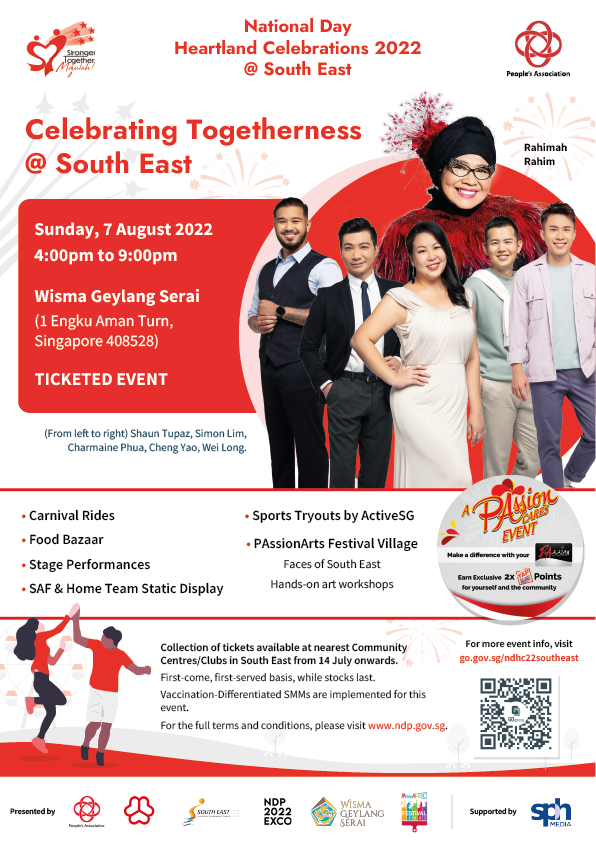 Stronger
Together,
Majulah!
National Day
Heartland Celebrations 2022
@ South East
People's Association
Celebrating Togetherness
@ South East
Rahimah
Rahim
Sunday, 7 August 2022
4:00pm to 9:00pm
Wisma Geylang Serai
(1 Engku Aman Turn,
Singapore 408528)
TICKETED EVENT
(From left to right) Shaun Tupaz, Simon Lim,
Charmaine Phua, Cheng Yao, Wei Long.
• Carnival Rides
• Food Bazaar
• Stage Performances
• SAF & Home Team Static Display
• Sports Tryouts by ActiveSG
• PAssionArts Festival Village
Faces of South East
Hands-on art workshops
A PAssion
CARES
EVENT
Make a difference with your
PAssion
Earn Exclusive 2x TAP Points
for yourself and the community
Collection of tickets available at nearest Community
Centres/Clubs in South East from 14 July onwards.
First-come, first-served basis, while stocks last.
Vaccination-Differentiated SMMs are implemented for this
event.
For the full terms and conditions, please visit www.ndp.gov.sg.
For more event info, visit
go.gov.sg/ndhc22southeast
Presented by
People's Association
SOUTH EAST
NDP
2022
EXCO
WISMA
GEYLANG
SERAI
FESTIVAL
Supported by
sph
MEDIA